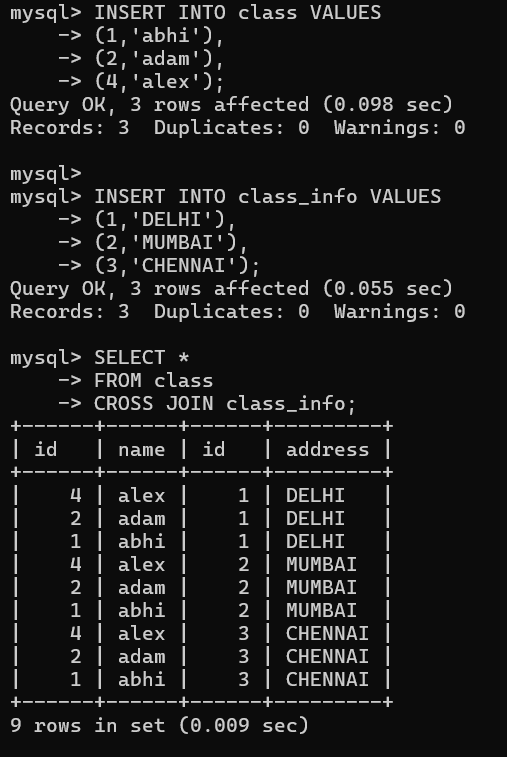 mysql> INSERT INTO class VALUES
    -> (1,'abhi'),
    -> (2,'adam'),
    -> (4,'alex');
Query OK, 3 rows affected (0.098 sec)
Records: 3  Duplicates: 0  Warnings: 0

mysql>
mysql> INSERT INTO class_info VALUES
    -> (1,'DELHI'),
    -> (2,'MUMBAI'),
    -> (3,'CHENNAI');
Query OK, 3 rows affected (0.055 sec)
Records: 3  Duplicates: 0  Warnings: 0

mysql> SELECT *
    -> FROM class
    -> CROSS JOIN class_info;
+------+------+------+---------+
| id   | name | id   | address |
+------+------+------+---------+
|    4 | alex |    1 | DELHI   |
|    2 | adam |    1 | DELHI   |
|    1 | abhi |    1 | DELHI   |
|    4 | alex |    2 | MUMBAI  |
|    2 | adam |    2 | MUMBAI  |
|    1 | abhi |    2 | MUMBAI  |
|    4 | alex |    3 | CHENNAI |
|    2 | adam |    3 | CHENNAI |
|    1 | abhi |    3 | CHENNAI |
+------+------+------+---------+
9 rows in set (0.009 sec)